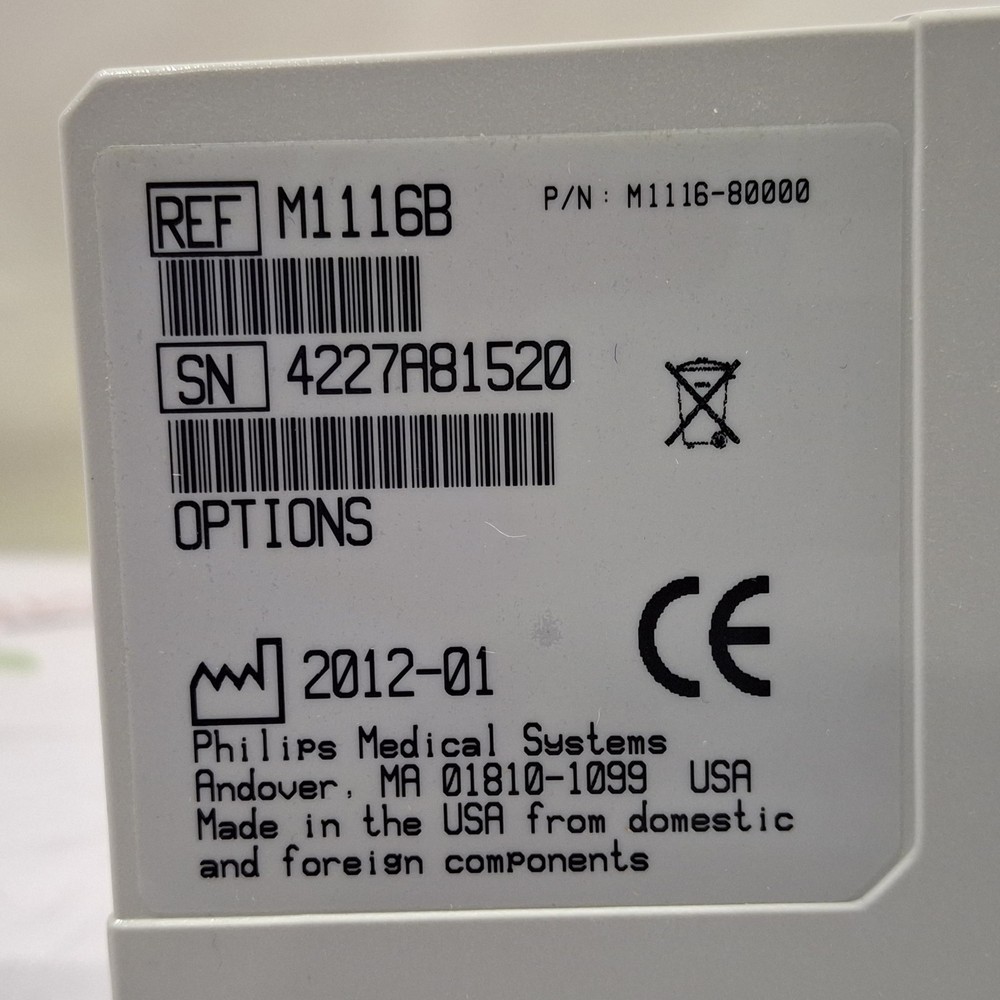 REF M1116B P/N: M1116-80000
SN 4227A81520
OPTIONS
CE
2012-01
Philips Medical Systems
Andover, MA 01810-1099 USA
Made in the USA from domestic
and foreign components